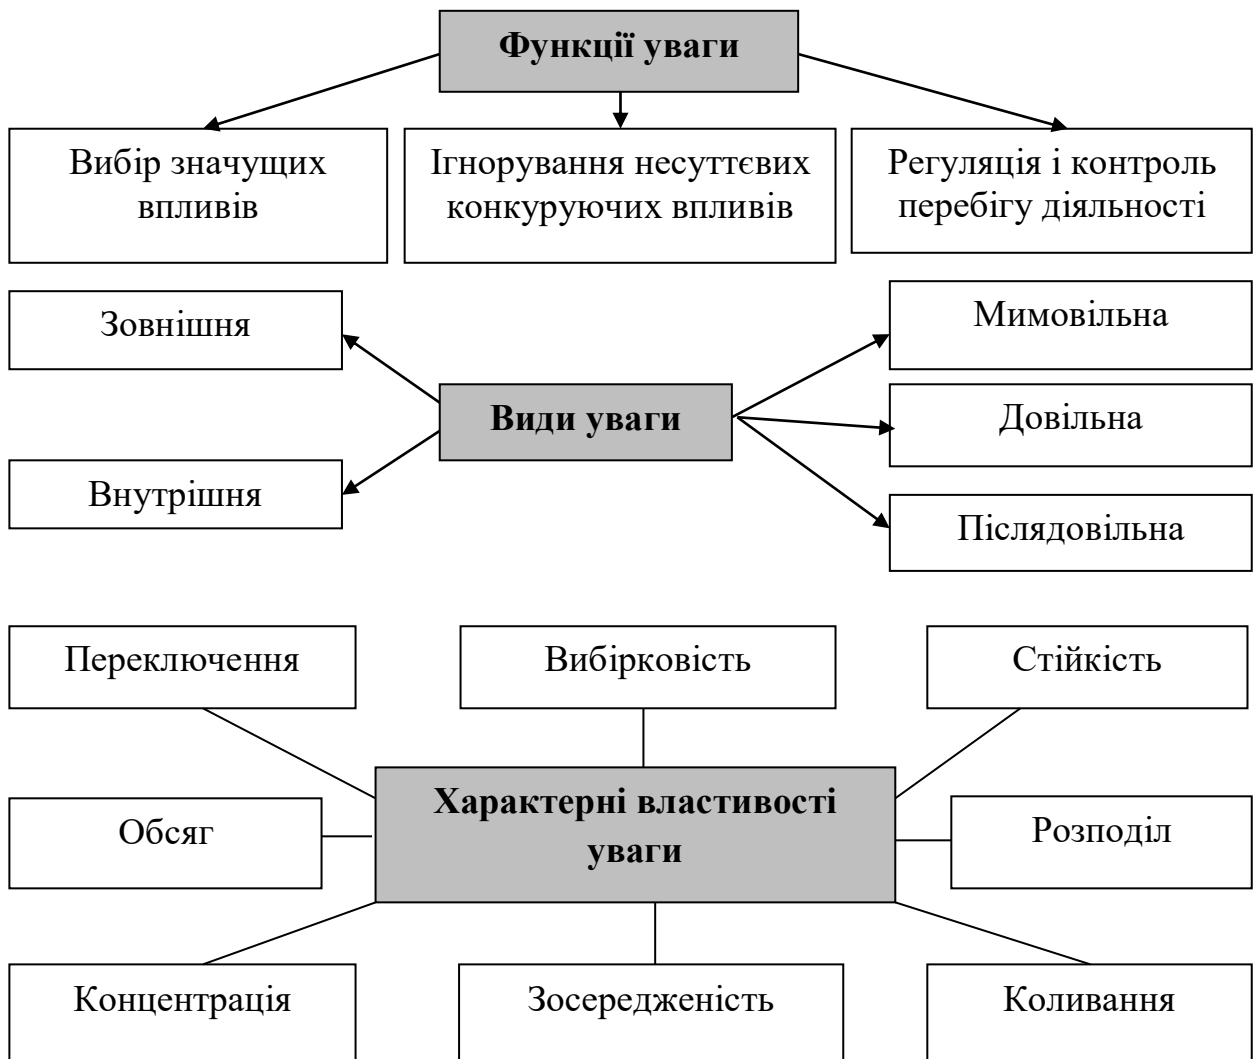 Функції уваги
Вибір значущих
впливів
Ігнорування несуттєвих
конкуруючих впливів
Регуляція і контроль
перебігу діяльності
Зовнішня
Внутрішня
Види уваги
Мимовільна
Довільна
Післядовільна
Переключення
Вибірковість
Стійкість
Обсяг
Характерні властивості
уваги
Розподіл
Концентрація
Зосередженість
Коливання